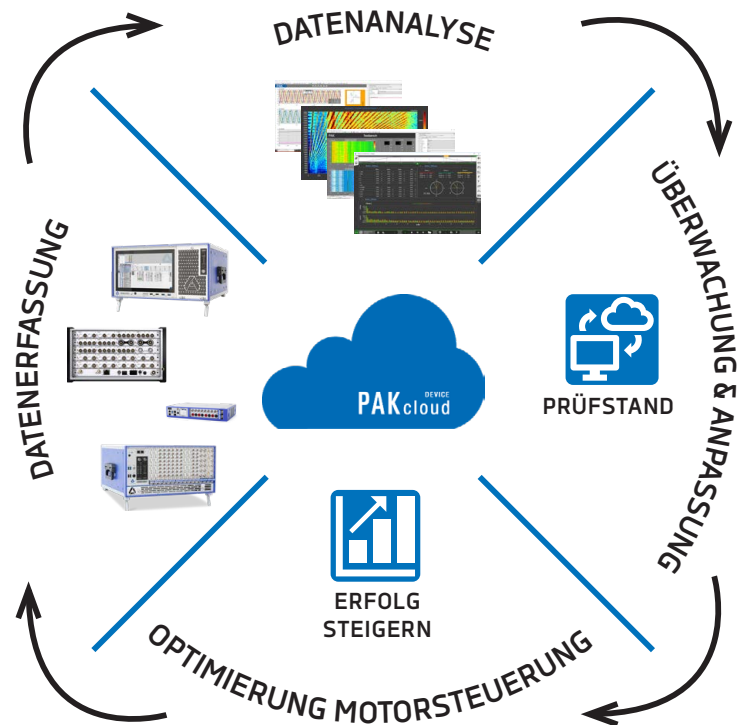 DATENANALYSE
ÜBERWACHUNG & ANPASSUNG
DATENERFASSUNG
DEVICE
PAKcloud
PRÜFSTAND
ERFOLG
STEIGERN
OPTIMIERUNG MOTORSTEUERUNG